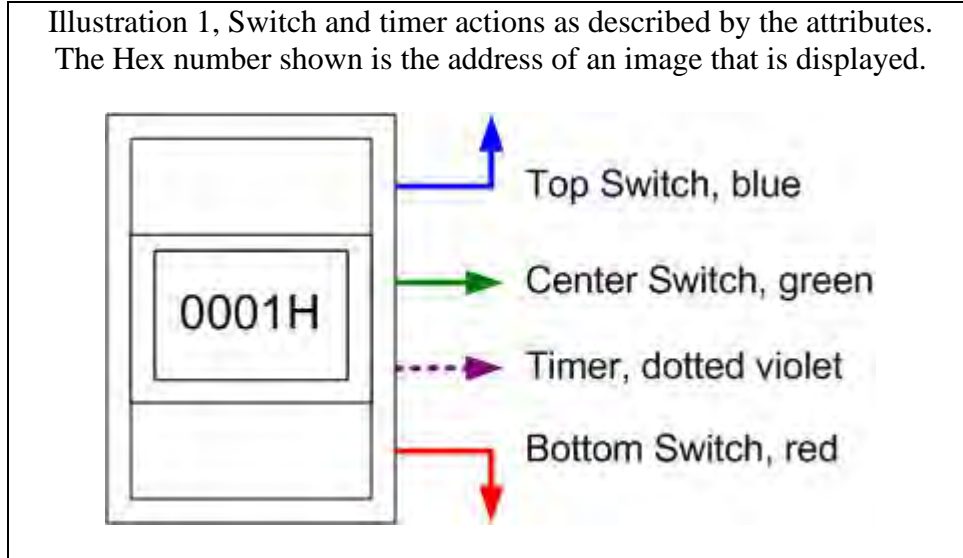 Illustration 1, Switch and timer actions as described by the attributes.
The Hex number shown is the address of an image that is displayed.
Top Switch, blue
0001H
Center Switch, green
Timer, dotted violet
Bottom Switch, red